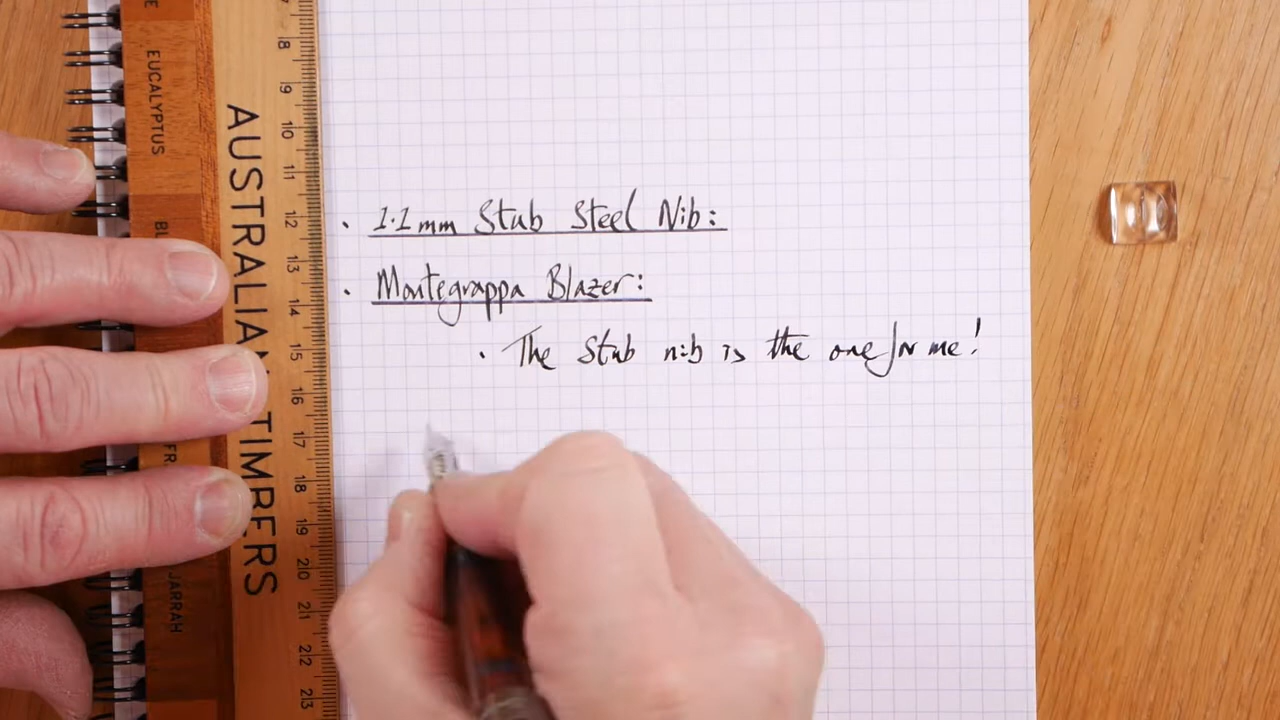 · 1·1mm Stub Steel Nib:
· Montegrappa Blazer:
· The Stub nib is the one for me!
AUSTRALIAN TIMBERS
EUCALYPTUS
JARRAH
8
9
10
11
12
13
14
15
16
17
18
19
20
21
22
23